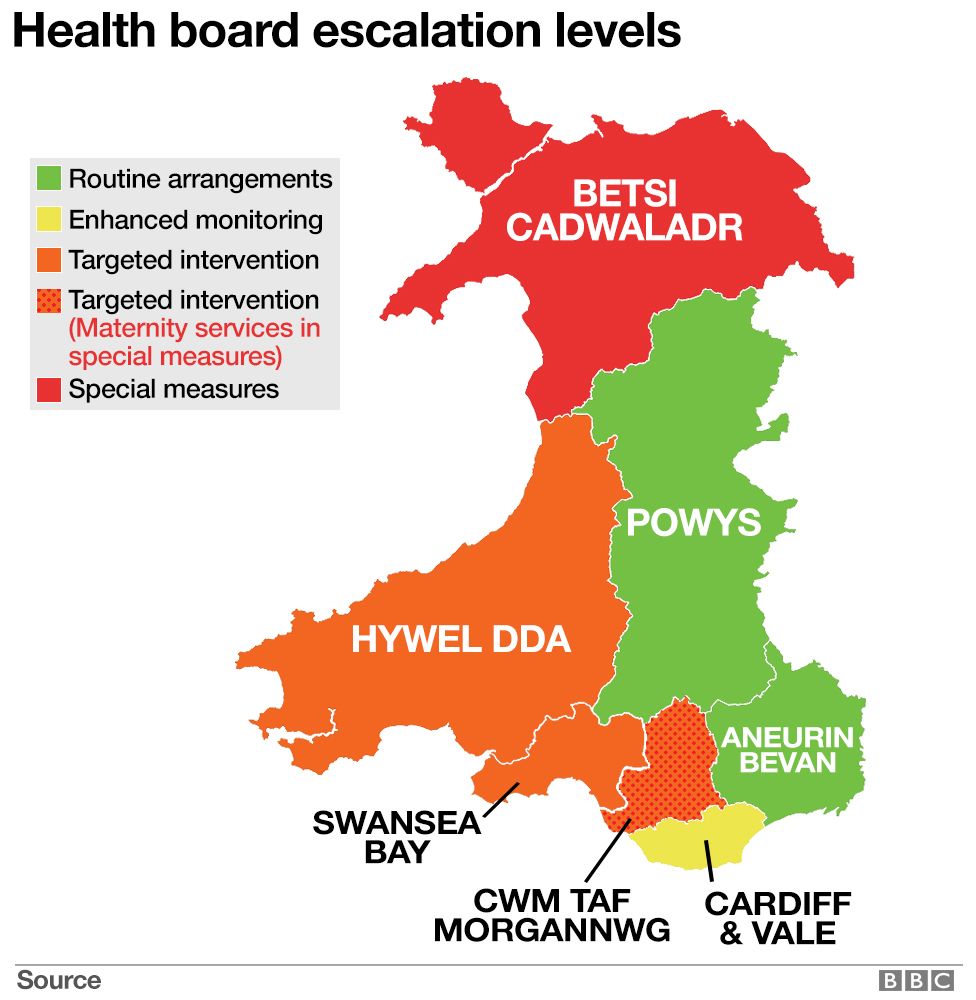 Health board escalation levels
Routine arrangements
Enhanced monitoring
Targeted intervention
Targeted intervention
(Maternity services in
special measures)
Special measures
BETSI
CADWALADR
POWYS
HYWEL DDA
ANEURIN
BEVAN
SWANSEA
BAY
CWM TAF
MORGANNWG
CARDIFF
& VALE
Source
BBC